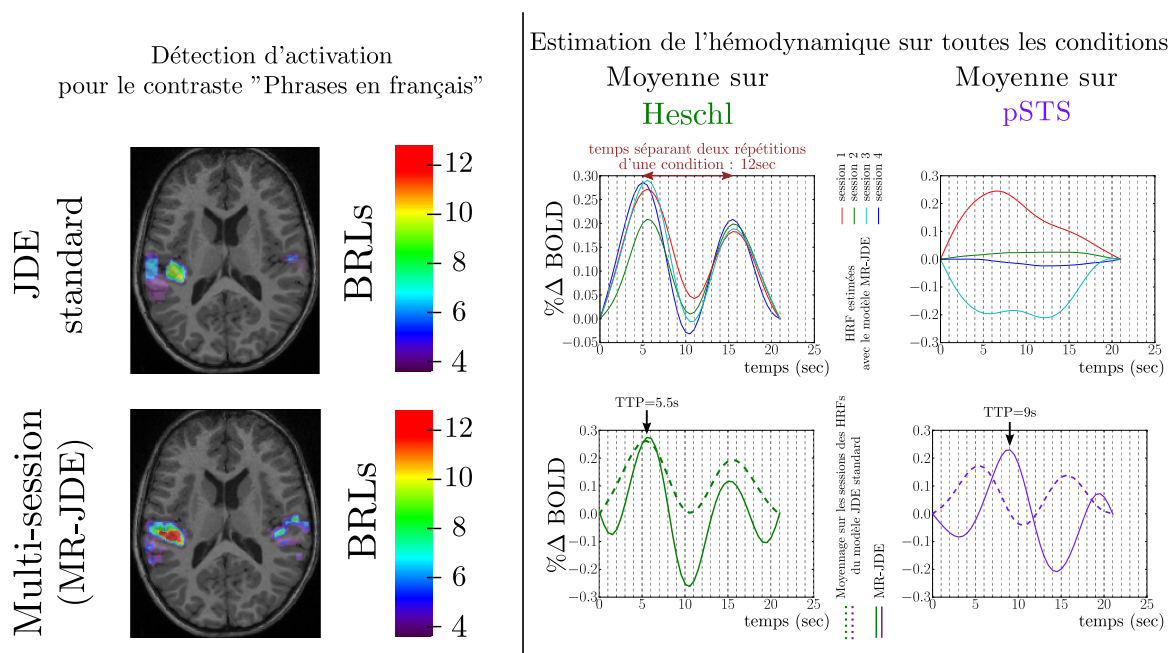 Détection d'activation
pour le contraste "Phrases en français"
JDE
standard
12
10
8
6
4
BRLs
Multi-session
(MR-JDE)
12
10
8
6
4
BRLs
Estimation de l'hémodynamique sur toutes les conditions
Moyenne sur
Heschl
temps séparant deux répétitions
d'une condition : 12sec
%Δ BOLD
0.30
0.25
0.20
0.15
0.10
0.05
0.00
−0.05
0 5 10 15 20 25
temps (sec)
session 1
session 2
session 3
session 4
HRF estimées
avec le modèle MR-JDE
Moyenne sur
pSTS
0.3
0.2
0.1
0.0
−0.1
−0.2
−0.3
0 5 10 15 20 25
temps (sec)
TTP=5.5s
%Δ BOLD
0.3
0.2
0.1
0.0
−0.1
−0.2
−0.3
0 5 10 15 20 25
temps (sec)
Moyennage sur les sessions des HRFs
du modèle JDE standard
MR-JDE
TTP=9s
0.3
0.2
0.1
0.0
−0.1
−0.2
−0.3
0 5 10 15 20 25
temps (sec)